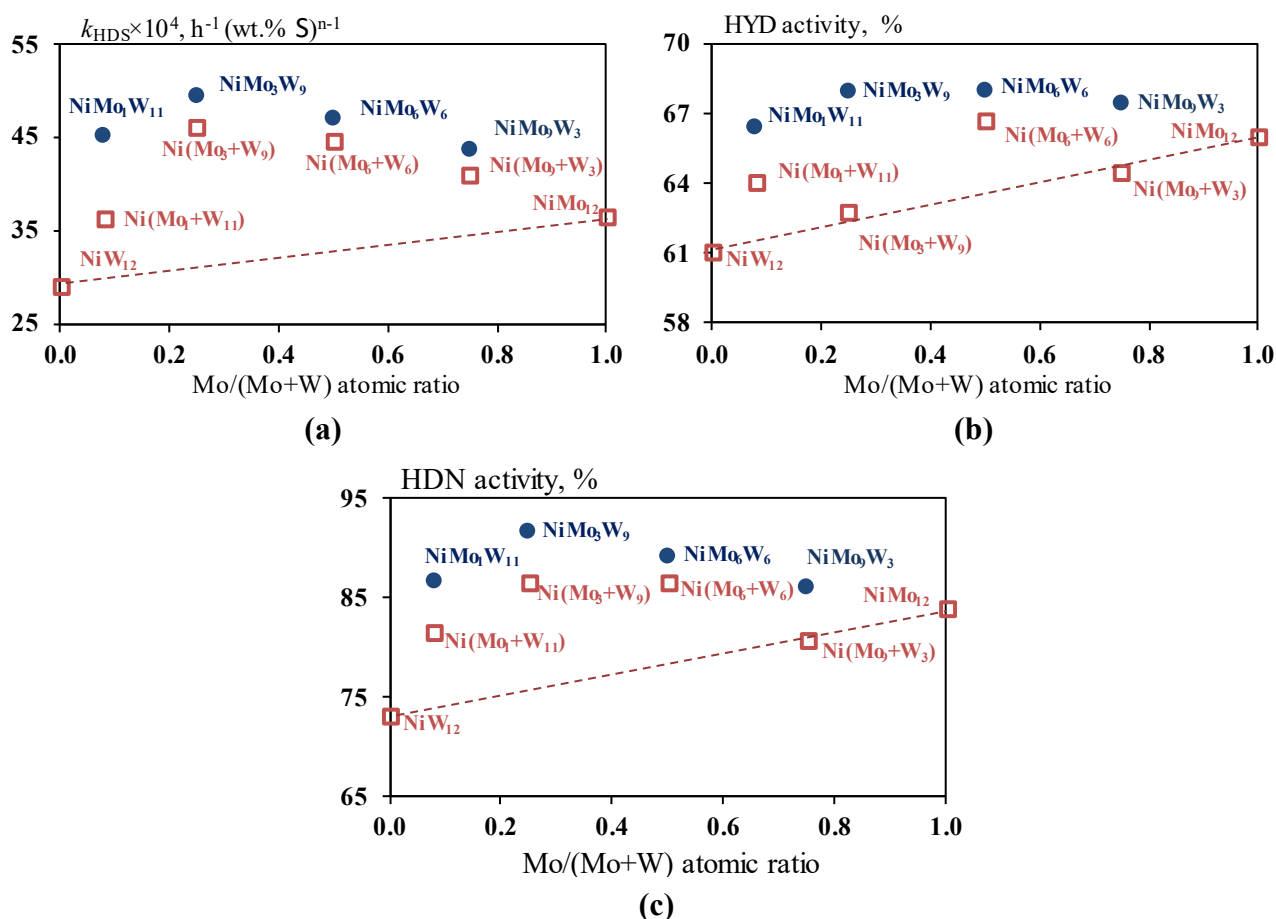 k_HDS×10⁴, h⁻¹ (wt.% S)ⁿ⁻¹
55
45
35
25
NiMo₁W₁₁
NiMo₃W₉
NiMo₆W₆
NiMo₉W₃
Ni(Mo₃+W₉)
Ni(Mo₆+W₆)
Ni(Mo₉+W₃)
Ni(Mo₁+W₁₁)
NiMo₁₂
NiW₁₂
0.0 0.2 0.4 0.6 0.8 1.0
Mo/(Mo+W) atomic ratio
(a)
HYD activity, %
70
67
64
61
58
NiMo₁W₁₁
NiMo₃W₉
NiMo₆W₆
NiMo₉W₃
Ni(Mo₆+W₆)
NiMo₁₂
Ni(Mo₁+W₁₁)
Ni(Mo₉+W₃)
Ni(Mo₃+W₉)
NiW₁₂
0.0 0.2 0.4 0.6 0.8 1.0
Mo/(Mo+W) atomic ratio
(b)
HDN activity, %
95
85
75
65
NiMo₁W₁₁
NiMo₃W₉
NiMo₆W₆
NiMo₉W₃
Ni(Mo₃+W₉)
Ni(Mo₆+W₆)
NiMo₁₂
Ni(Mo₁+W₁₁)
Ni(Mo₉+W₃)
NiW₁₂
0.0 0.2 0.4 0.6 0.8 1.0
Mo/(Mo+W) atomic ratio
(c)